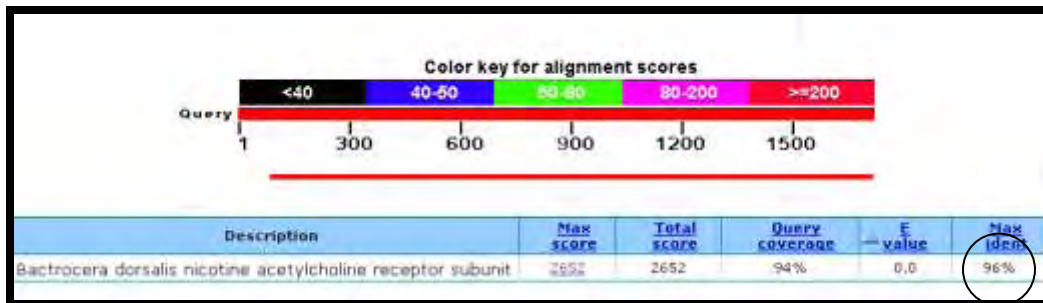 Color key for alignment scores
<40 40-50 50-80 80-200 >=200
Query
1 300 600 900 1200 1500
Description Max score Total score Query coverage E value Max ident
Bactrocera dorsalis nicotine acetylcholine receptor subunit 2652 2652 94% 0.0 96%